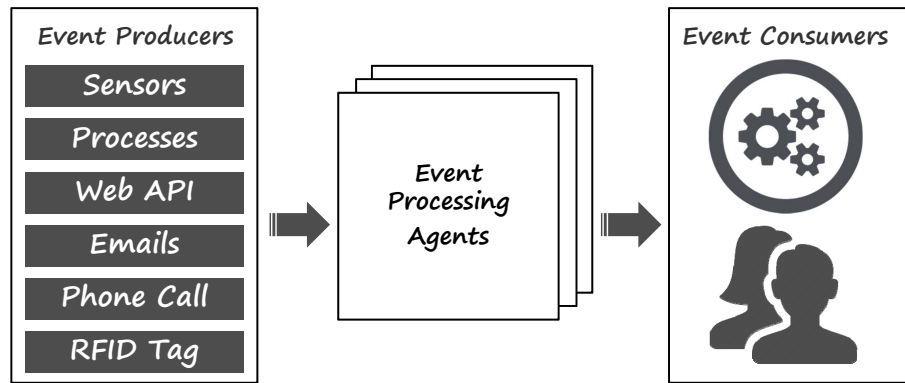 Event Producers
Sensors
Processes
Web API
Emails
Phone Call
RFID Tag
Event
Processing
Agents
Event Consumers